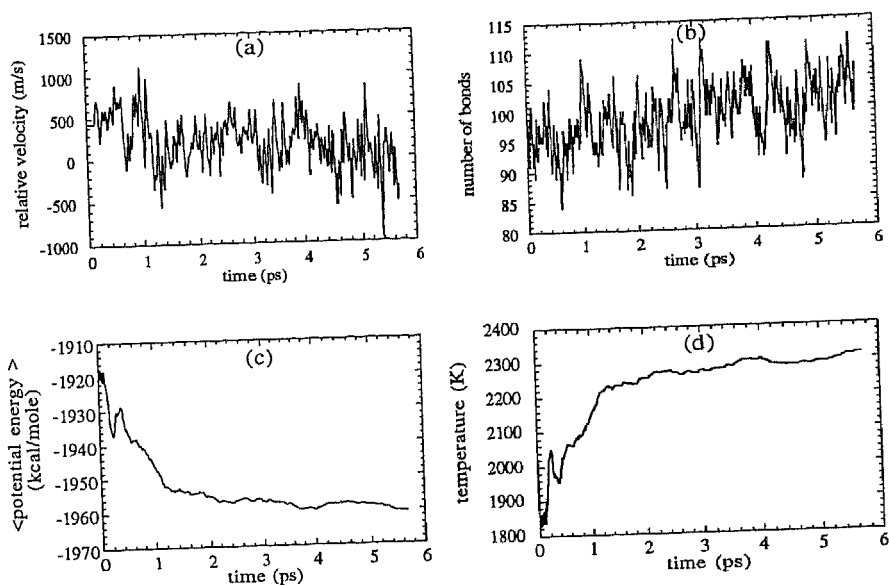 (a)
relative velocity (m/s)
1500
1000
500
0
-500
-1000
0 1 2 3 4 5 6
time (ps)
(b)
number of bonds
115
110
105
100
95
90
85
80
0 1 2 3 4 5 6
time (ps)
(c)
<potential energy >
(kcal/mole)
-1910
-1920
-1930
-1940
-1950
-1960
-1970
0 1 2 3 4 5 6
time (ps)
(d)
temperature (K)
2400
2300
2200
2100
2000
1900
1800
0 1 2 3 4 5 6
time (ps)